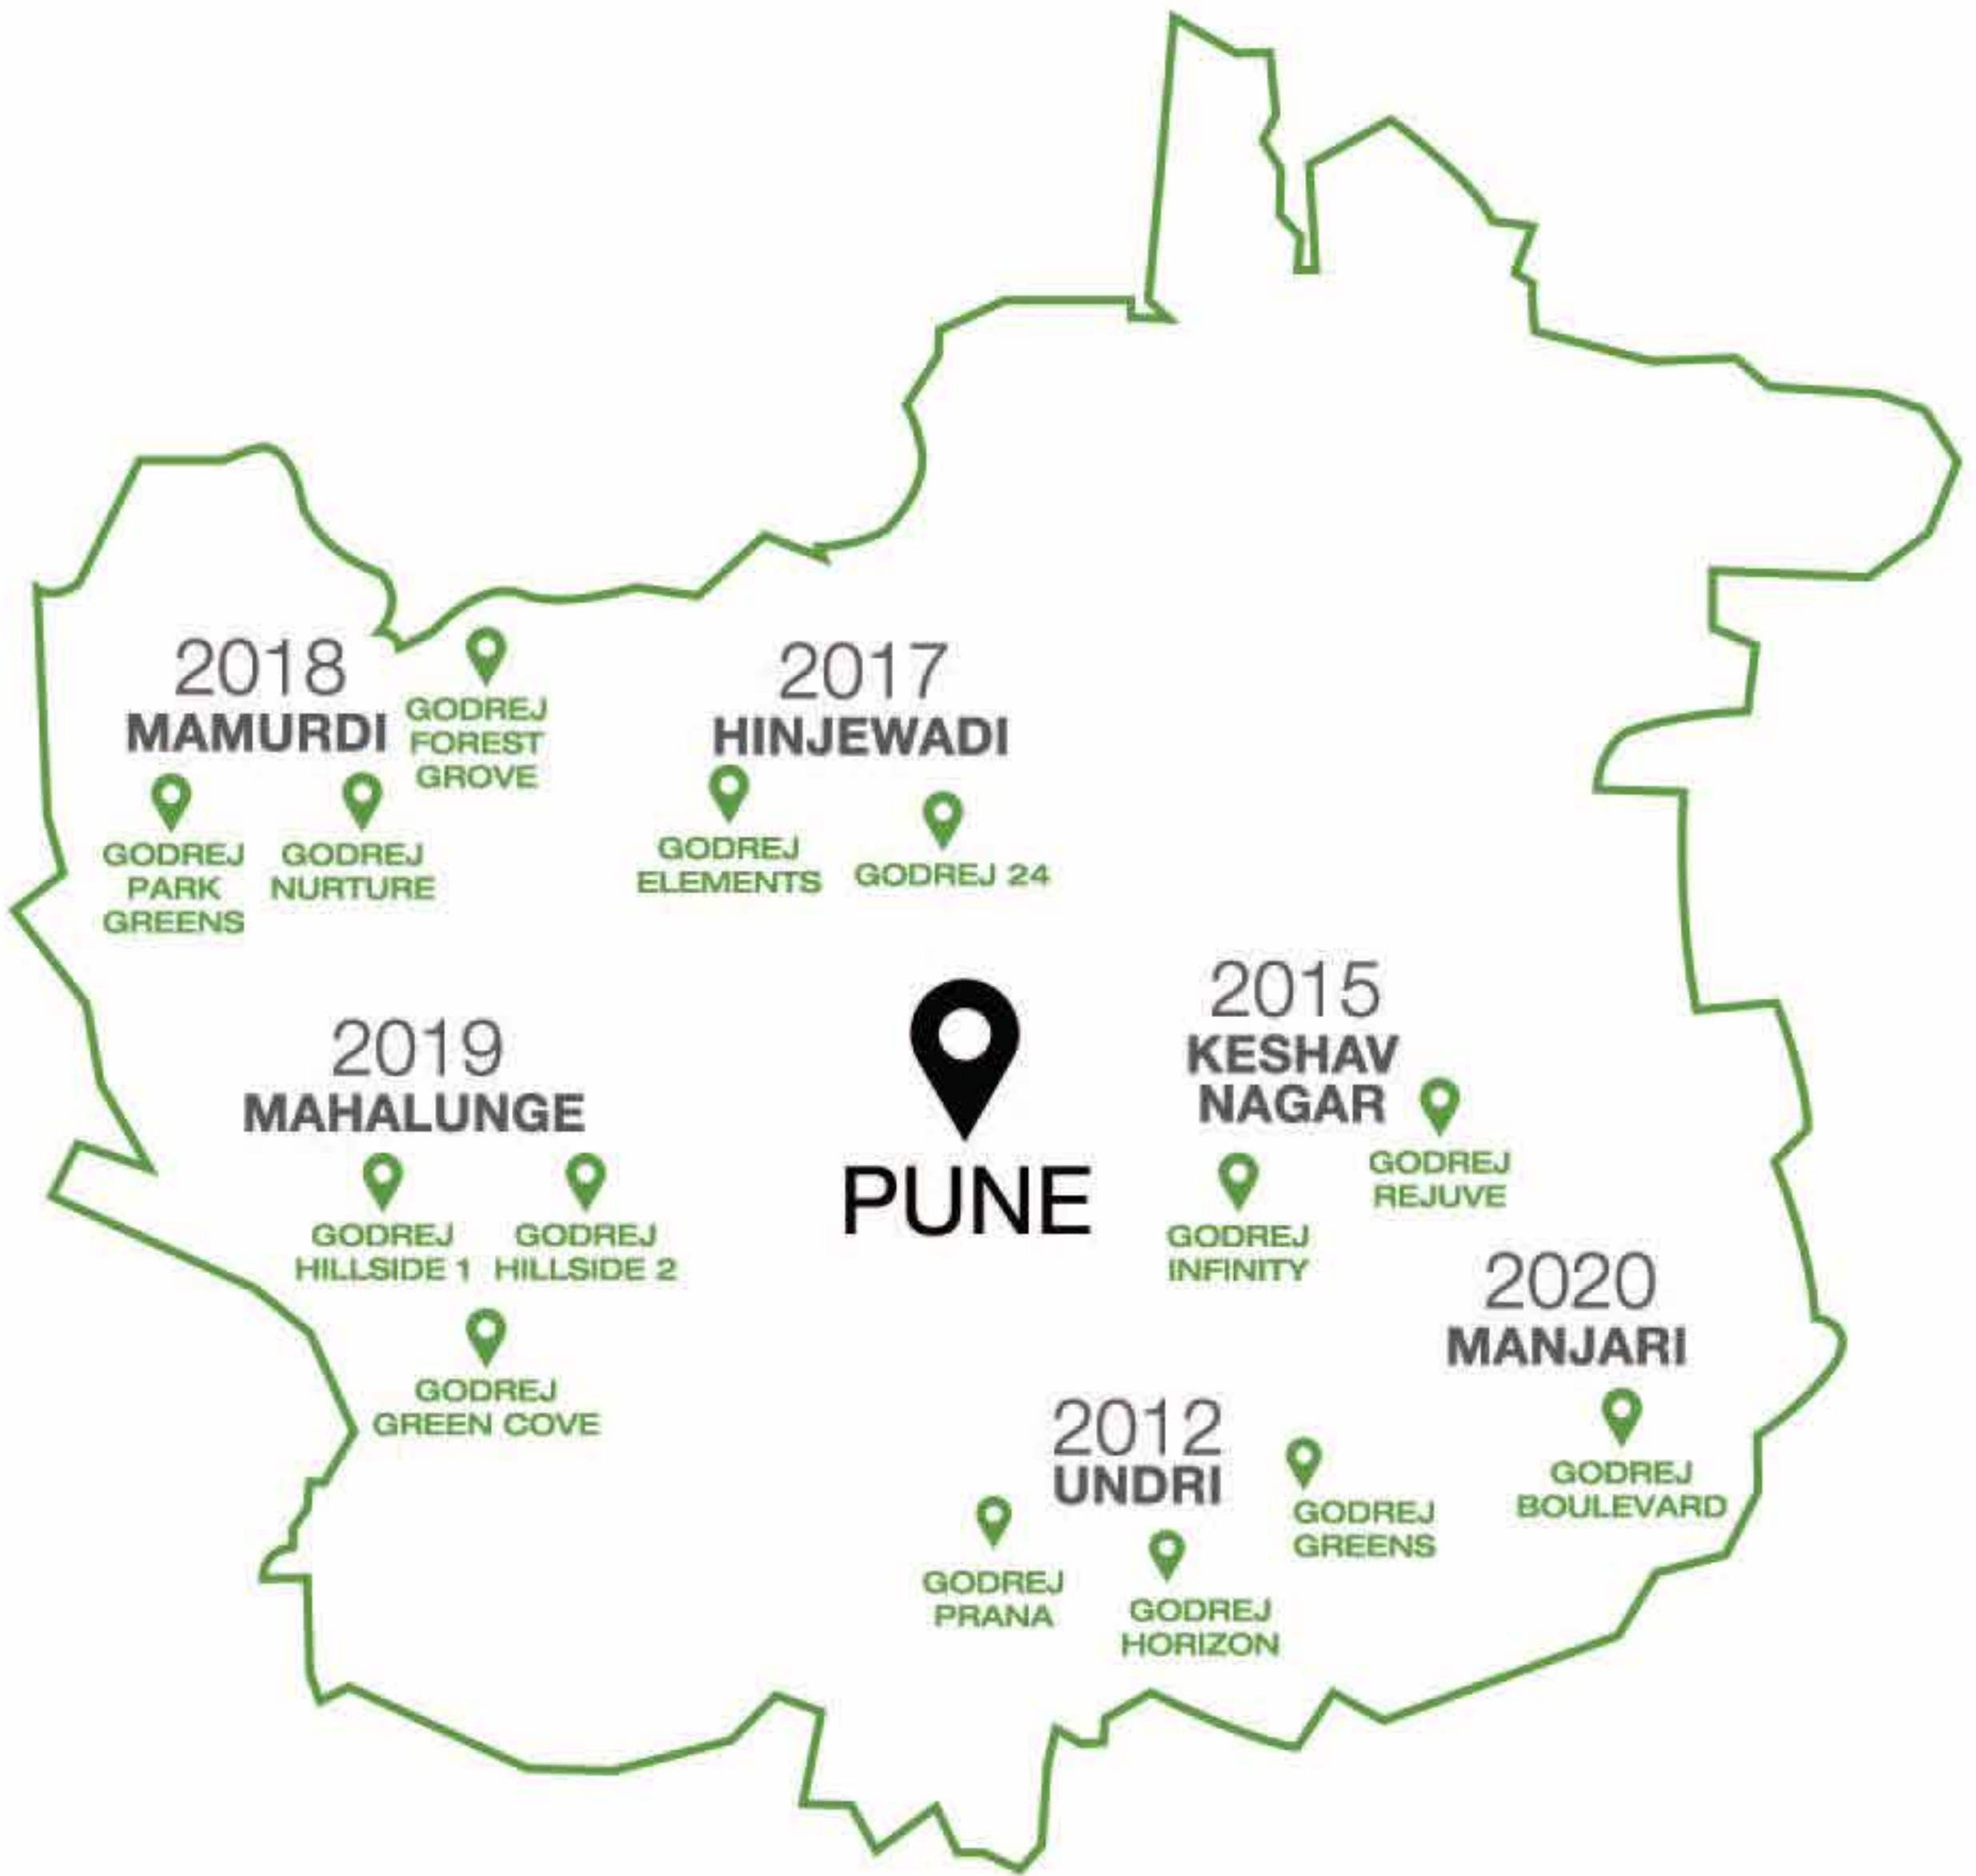 2018
MAMURDI
GODREJ
FOREST
GROVE
GODREJ
PARK
GREENS
GODREJ
NURTURE
2017
HINJEWADI
GODREJ
ELEMENTS
GODREJ 24
2019
MAHALUNGE
GODREJ
HILLSIDE 1
GODREJ
HILLSIDE 2
GODREJ
GREEN COVE
PUNE
2015
KESHAV
NAGAR
GODREJ
REJUVE
GODREJ
INFINITY
2020
MANJARI
GODREJ
BOULEVARD
2012
UNDRI
GODREJ
GREENS
GODREJ
PRANA
GODREJ
HORIZON